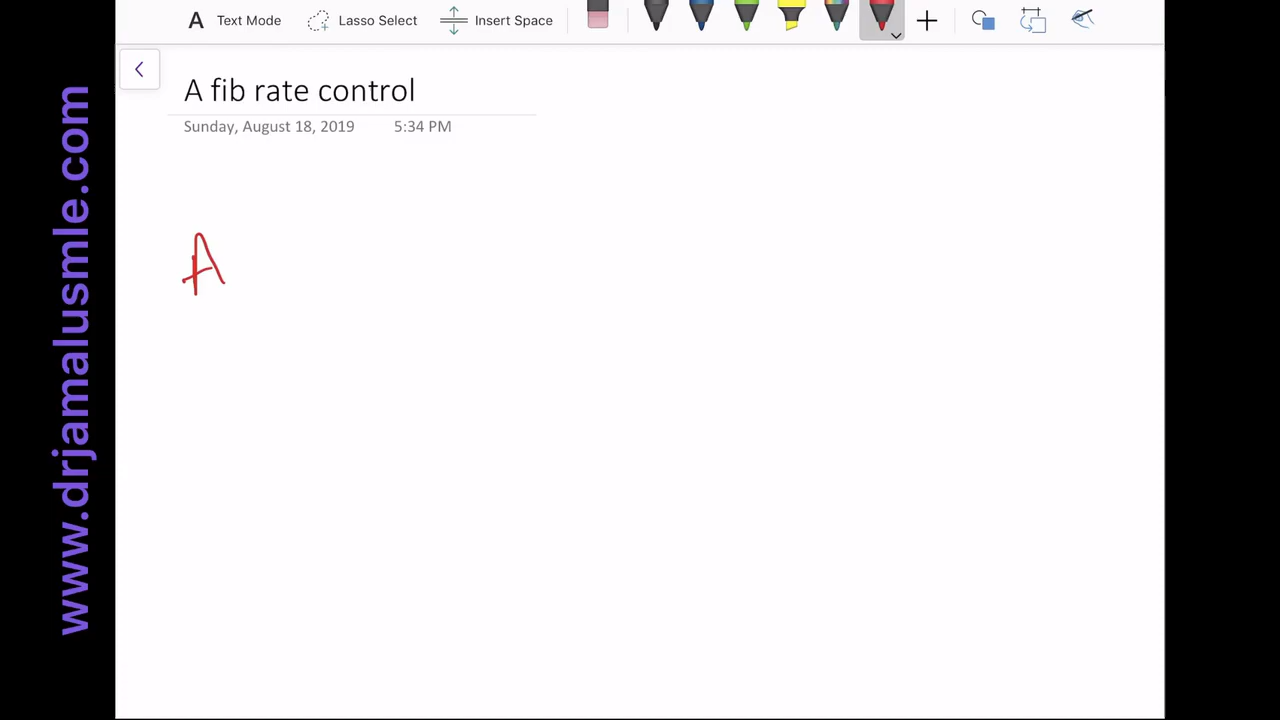 A Text Mode Lasso Select Insert Space
A fib rate control
Sunday, August 18, 2019 5:34 PM
A
www.drjamalusmle.com